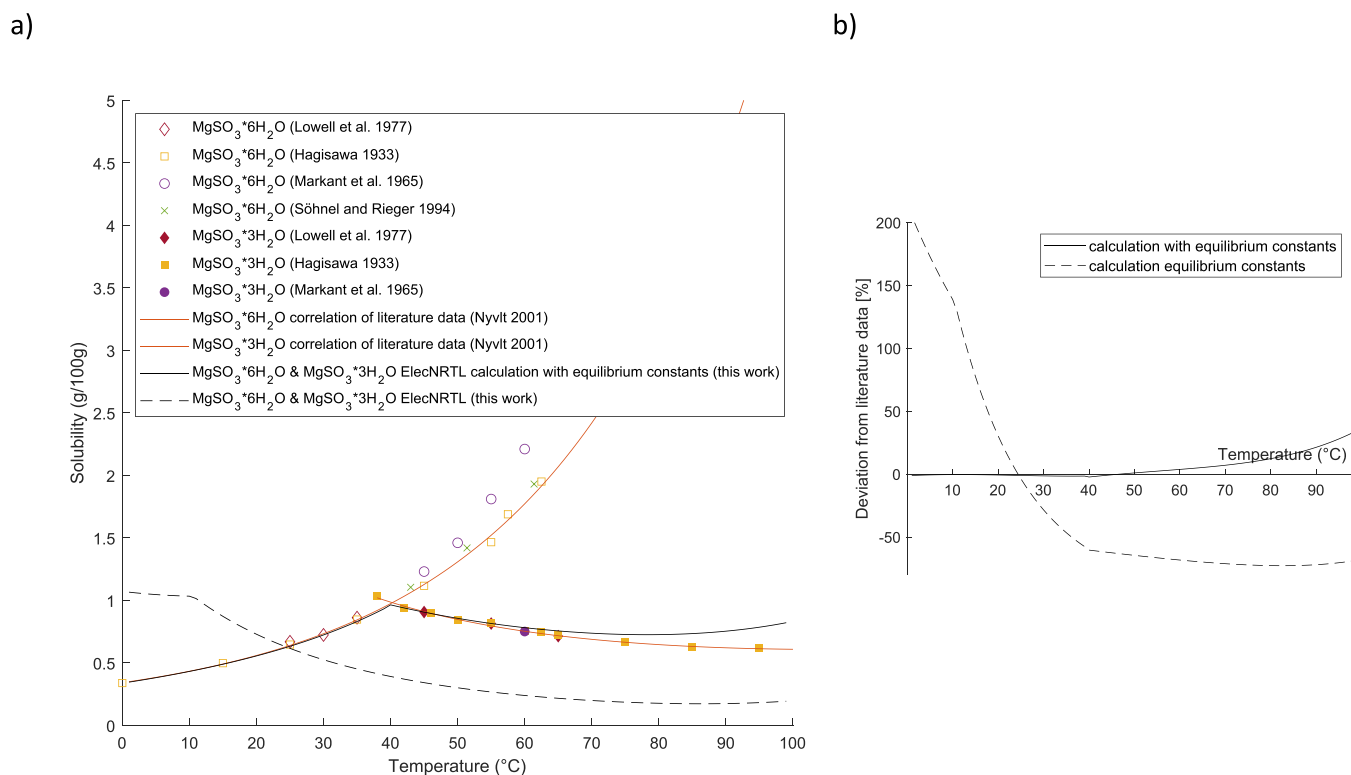 a)
b)
5
4.5
4
3.5
3
2.5
2
1.5
1
0.5
0
Solubility (g/100g)
MgSO3*6H2O (Lowell et al. 1977)
MgSO3*6H2O (Hagisawa 1933)
MgSO3*6H2O (Markant et al. 1965)
MgSO3*6H2O (Söhnel and Rieger 1994)
MgSO3*3H2O (Lowell et al. 1977)
MgSO3*3H2O (Hagisawa 1933)
MgSO3*3H2O (Markant et al. 1965)
MgSO3*6H2O correlation of literature data (Nyvlt 2001)
MgSO3*3H2O correlation of literature data (Nyvlt 2001)
MgSO3*6H2O & MgSO3*3H2O ElecNRTL calculation with equilibrium constants (this work)
MgSO3*6H2O & MgSO3*3H2O ElecNRTL (this work)
0 10 20 30 40 50 60 70 80 90 100
Temperature (°C)
200
150
100
50
0
-50
Deviation from literature data [%]
calculation with equilibrium constants
calculation equilibrium constants
Temperature (°C)
10 20 30 40 50 60 70 80 90